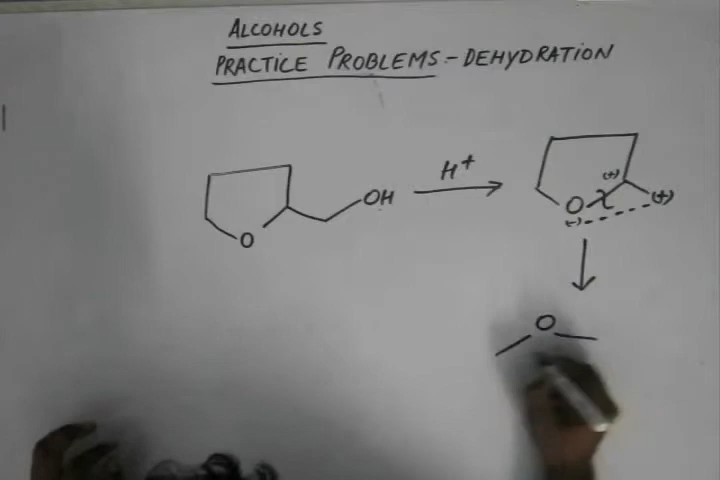 ALCOHOLS
PRACTICE PROBLEMS - DEHYDRATION
H+
OH
O
(+)
O
(+)
(-)
O